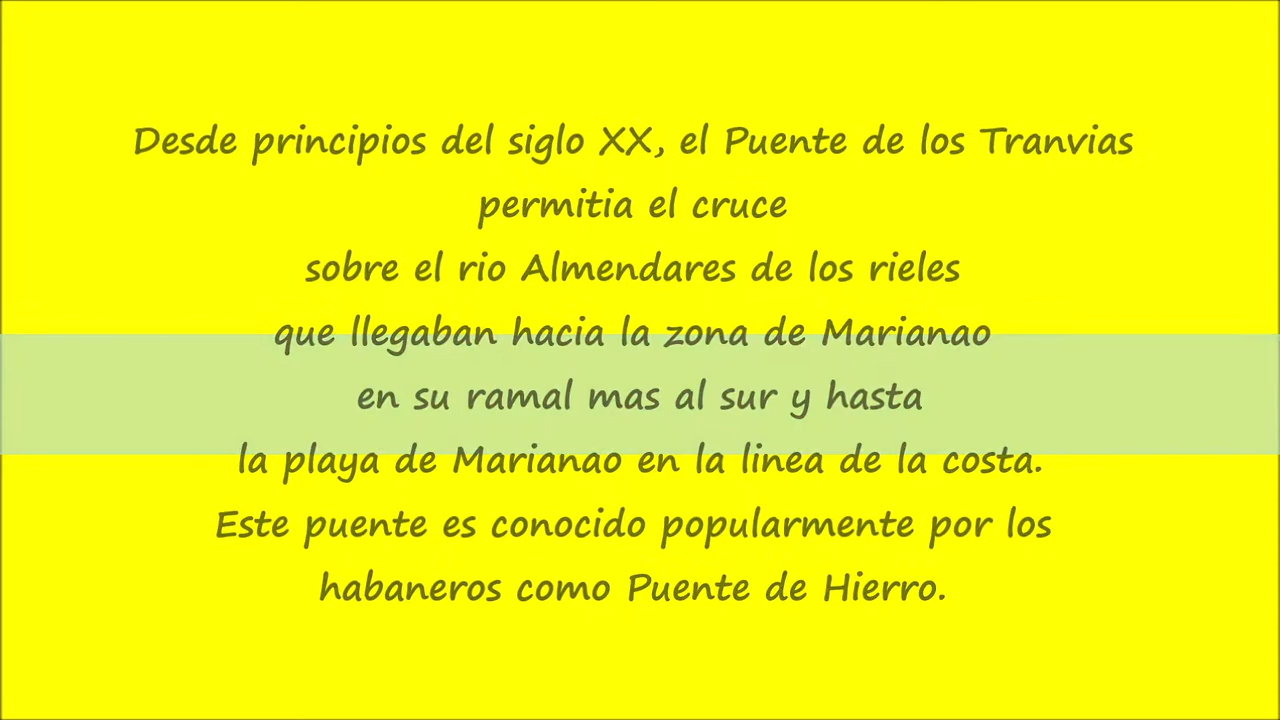 Desde principios del siglo XX, el Puente de los Tranvias
permitia el cruce
sobre el rio Almendares de los rieles
que llegaban hacia la zona de Marianao
en su ramal mas al sur y hasta
la playa de Marianao en la linea de la costa.
Este puente es conocido popularmente por los
habaneros como Puente de Hierro.